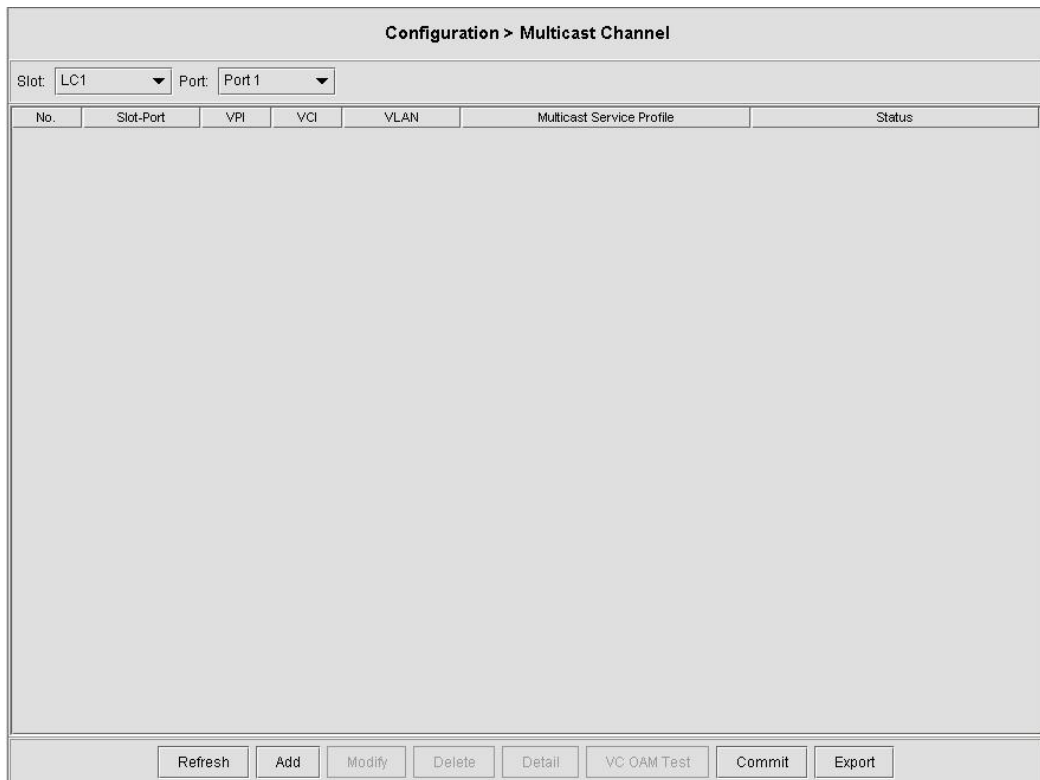 Configuration > Multicast Channel
Slot: LC1 Port: Port 1
No. Slot-Port VPI VCI VLAN Multicast Service Profile Status
Refresh Add Modify Delete Detail VC OAM Test Commit Export